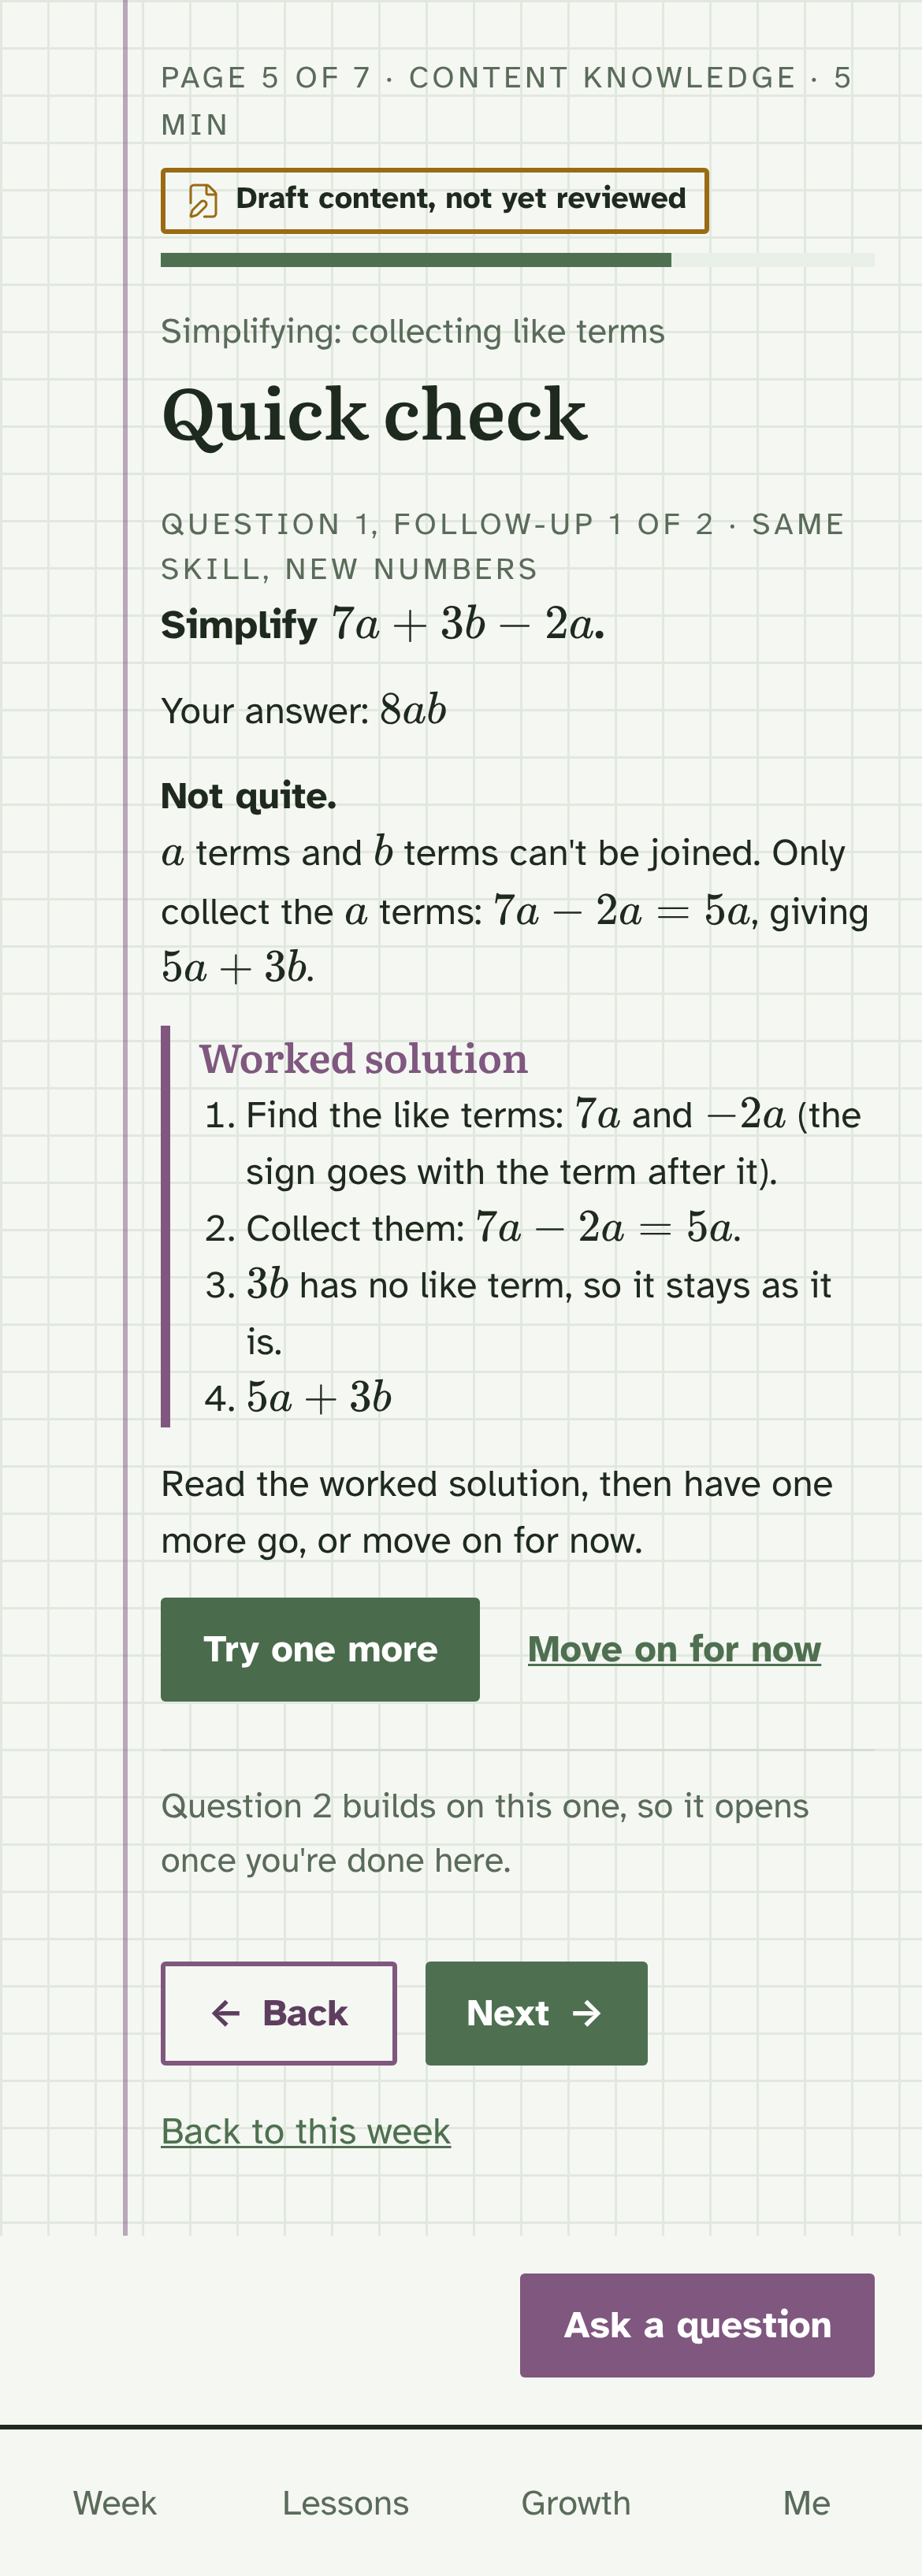 PAGE 5 OF 7 · CONTENT KNOWLEDGE · 5
MIN
Draft content, not yet reviewed
Simplifying: collecting like terms
Quick check
QUESTION 1, FOLLOW-UP 1 OF 2 · SAME
SKILL, NEW NUMBERS
Simplify 7a + 3b − 2a.
Your answer: 8ab
Not quite.
a terms and b terms can't be joined. Only
collect the a terms: 7a − 2a = 5a, giving
5a + 3b.
Worked solution
1. Find the like terms: 7a and −2a (the
sign goes with the term after it).
2. Collect them: 7a − 2a = 5a.
3. 3b has no like term, so it stays as it
is.
4. 5a + 3b
Read the worked solution, then have one
more go, or move on for now.
Try one more
Move on for now
Question 2 builds on this one, so it opens
once you're done here.
← Back
Next →
Back to this week
Ask a question
Week
Lessons
Growth
Me